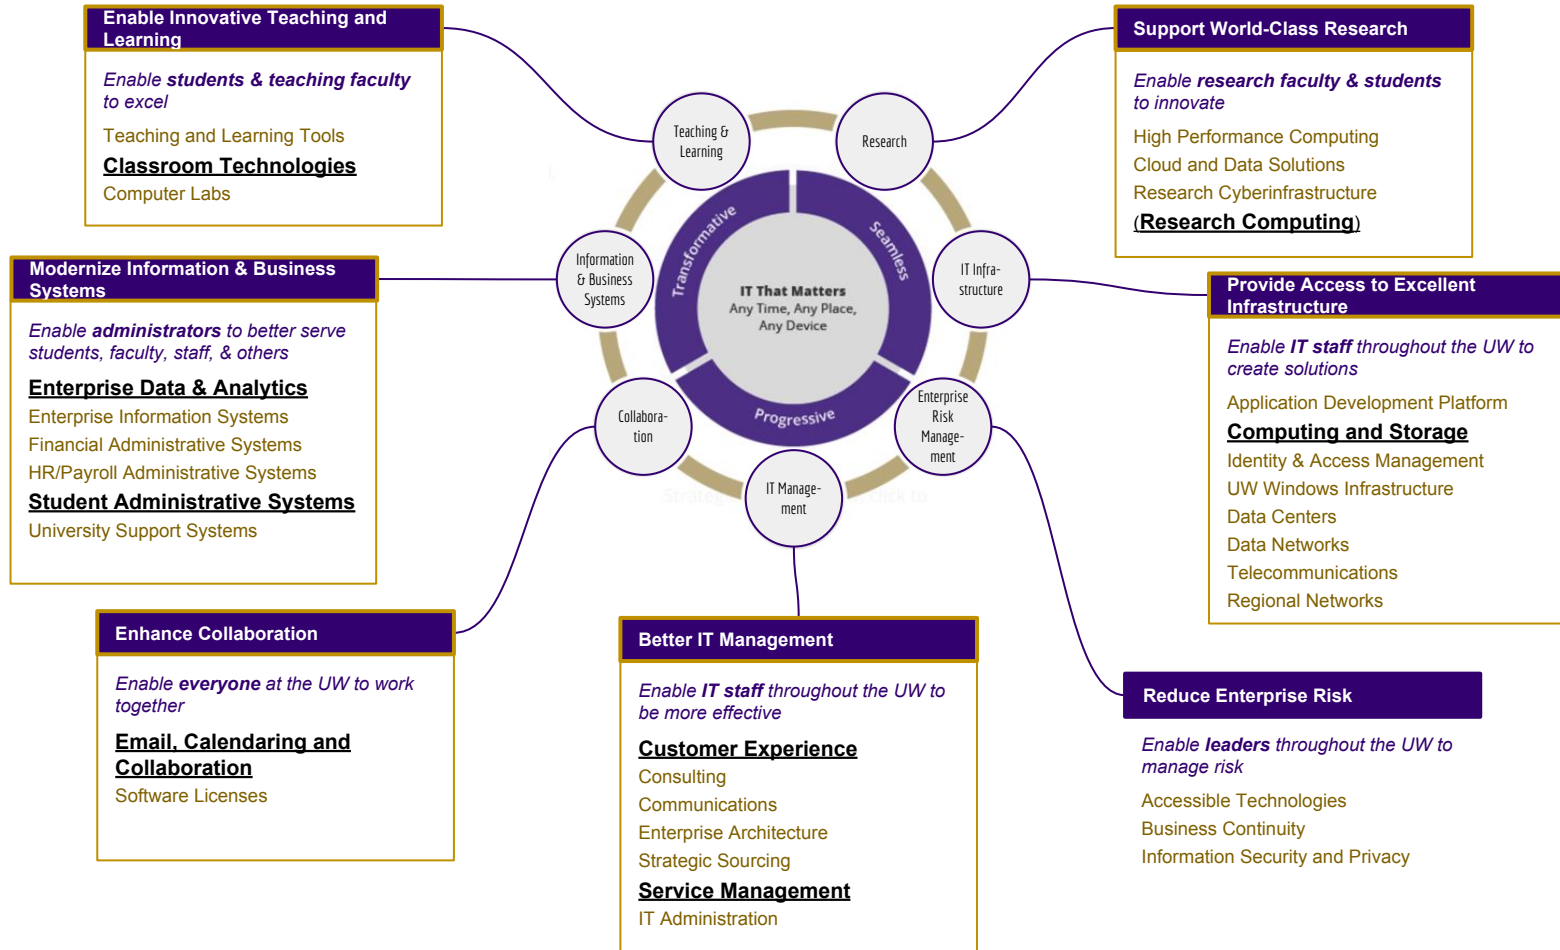 Enable Innovative Teaching and
Learning
Enable students & teaching faculty
to excel
Teaching and Learning Tools
Classroom Technologies
Computer Labs
Support World-Class Research
Enable research faculty & students
to innovate
High Performance Computing
Cloud and Data Solutions
Research Cyberinfrastructure
(Research Computing)
Teaching &
Learning
Research
Information
& Business
Systems
IT Infra-
structure
Transformative
Seamless
Progressive
IT That Matters
Any Time, Any Place,
Any Device
Collabora-
tion
Enterprise
Risk
Manage-
ment
IT Manage-
ment
Strateg
click to
Modernize Information & Business
Systems
Enable administrators to better serve
students, faculty, staff, & others
Enterprise Data & Analytics
Enterprise Information Systems
Financial Administrative Systems
HR/Payroll Administrative Systems
Student Administrative Systems
University Support Systems
Provide Access to Excellent
Infrastructure
Enable IT staff throughout the UW to
create solutions
Application Development Platform
Computing and Storage
Identity & Access Management
UW Windows Infrastructure
Data Centers
Data Networks
Telecommunications
Regional Networks
Enhance Collaboration
Enable everyone at the UW to work
together
Email, Calendaring and
Collaboration
Software Licenses
Better IT Management
Enable IT staff throughout the UW to
be more effective
Customer Experience
Consulting
Communications
Enterprise Architecture
Strategic Sourcing
Service Management
IT Administration
Reduce Enterprise Risk
Enable leaders throughout the UW to
manage risk
Accessible Technologies
Business Continuity
Information Security and Privacy